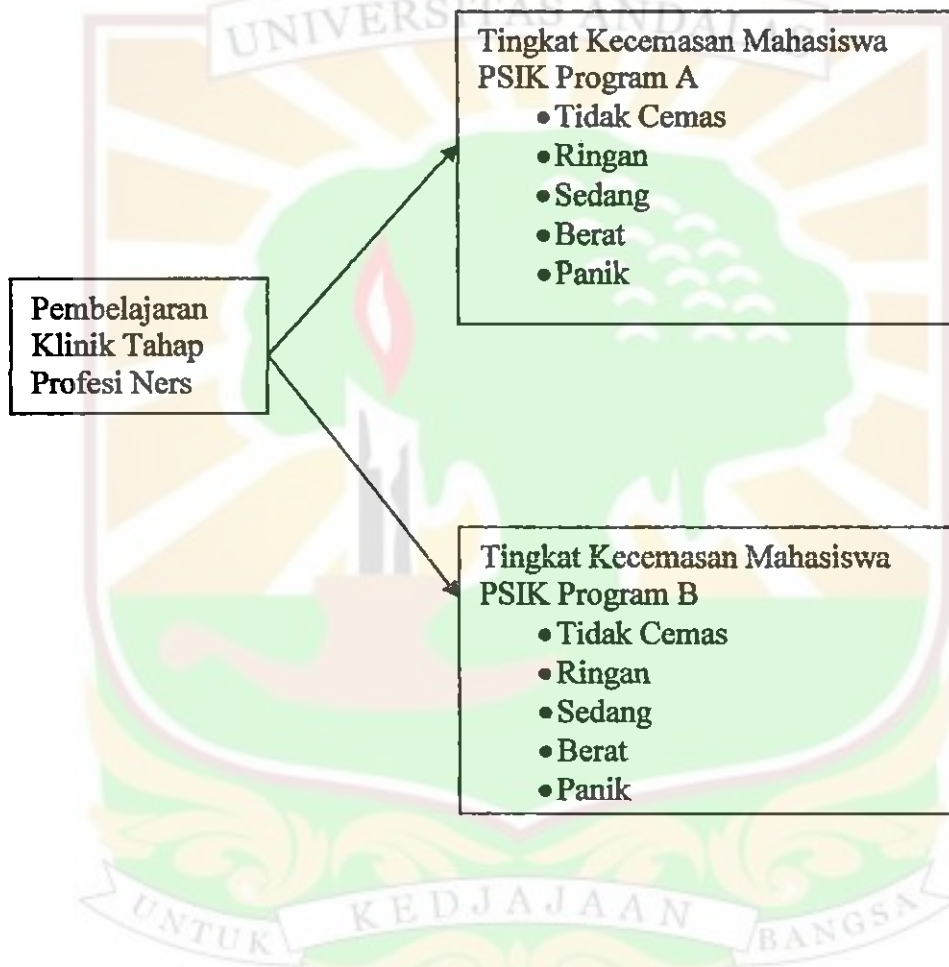 UNIVERSITAS ANDALAS
Tingkat Kecemasan Mahasiswa
PSIK Program A
•Tidak Cemas
•Ringan
•Sedang
•Berat
•Panik
Pembelajaran
Klinik Tahap
Profesi Ners
Tingkat Kecemasan Mahasiswa
PSIK Program B
•Tidak Cemas
•Ringan
•Sedang
•Berat
•Panik
UNTUK KEDJAJAAN BANGSA